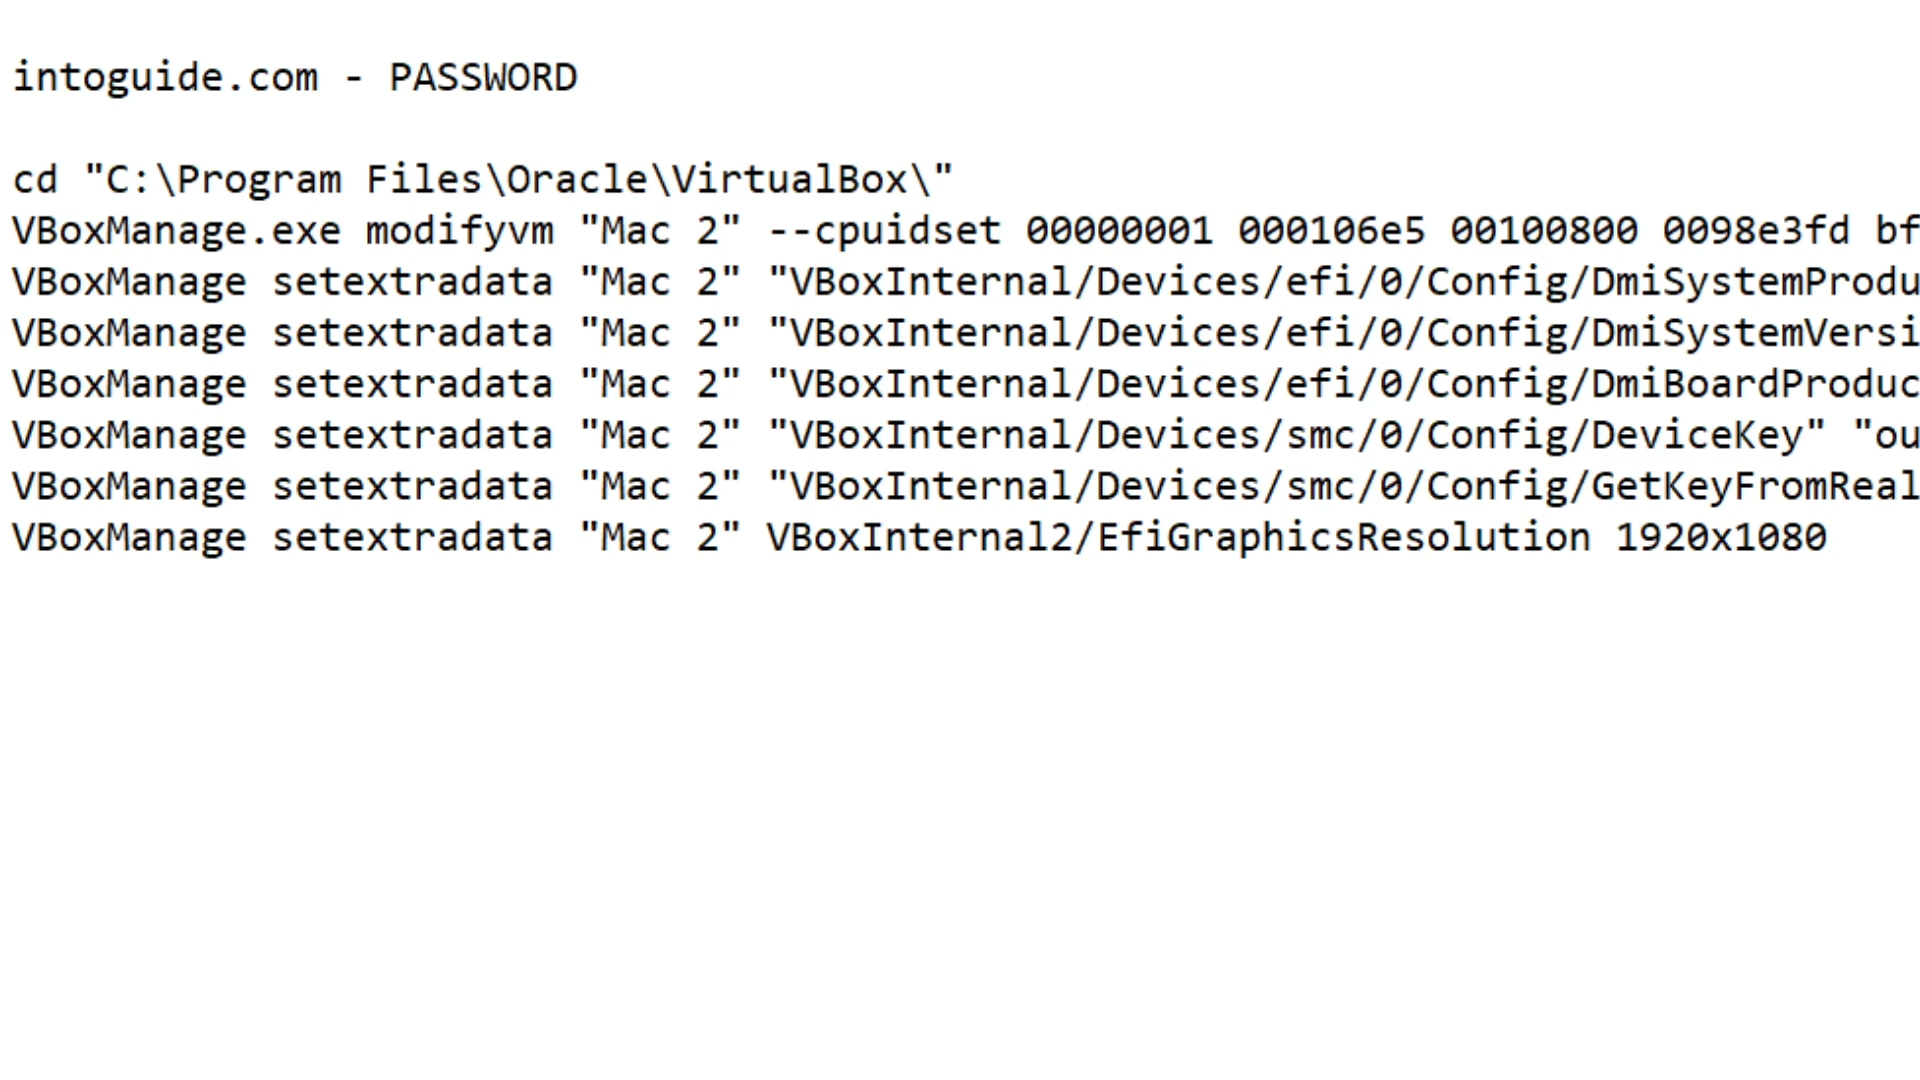 intoguide.com - PASSWORD
cd "C:\Program Files\Oracle\VirtualBox\"
VBoxManage.exe modifyvm "Mac 2" --cpuidset 00000001 000106e5 00100800 0098e3fd bf
VBoxManage setextradata "Mac 2" "VBoxInternal/Devices/efi/0/Config/DmiSystemProdu
VBoxManage setextradata "Mac 2" "VBoxInternal/Devices/efi/0/Config/DmiSystemVersi
VBoxManage setextradata "Mac 2" "VBoxInternal/Devices/efi/0/Config/DmiBoardProduc
VBoxManage setextradata "Mac 2" "VBoxInternal/Devices/smc/0/Config/DeviceKey" "ou
VBoxManage setextradata "Mac 2" "VBoxInternal/Devices/smc/0/Config/GetKeyFromReal
VBoxManage setextradata "Mac 2" VBoxInternal2/EfiGraphicsResolution 1920x1080